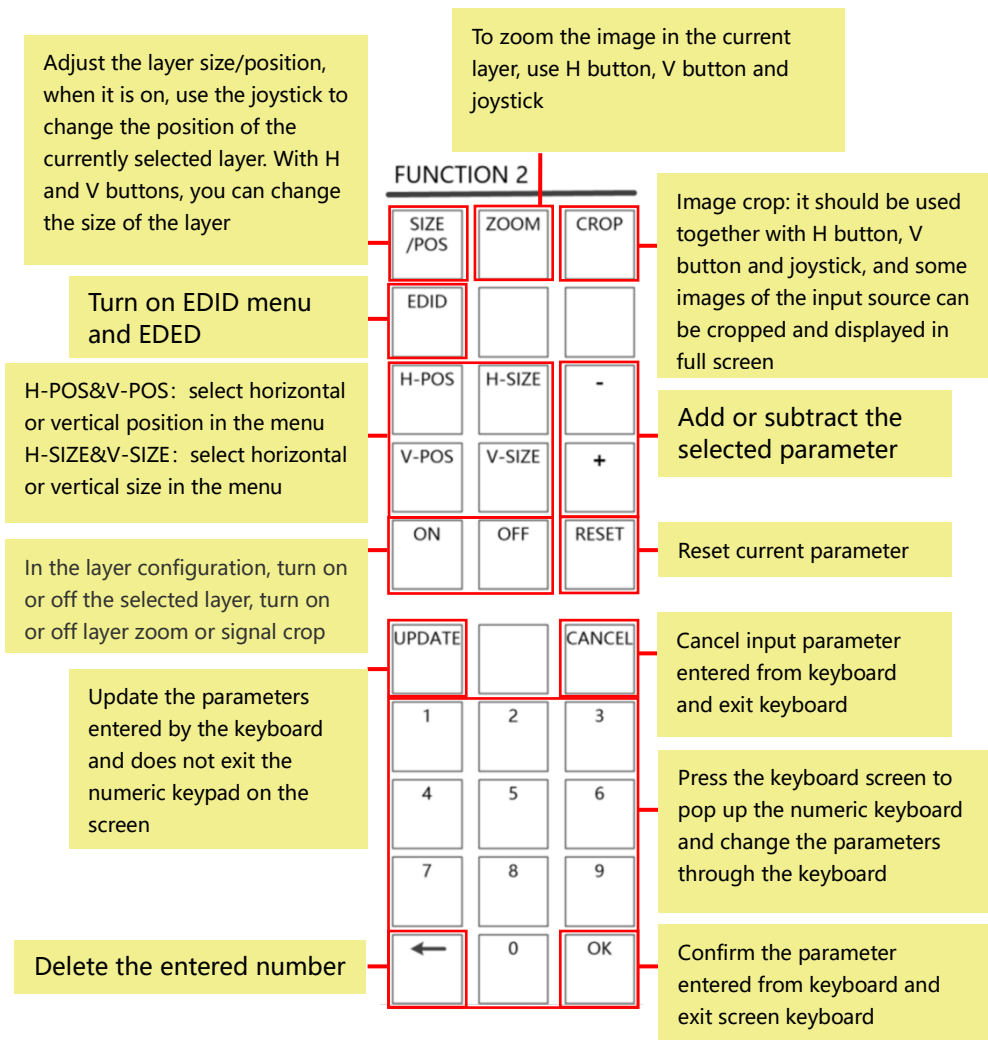 Adjust the layer size/position,
when it is on, use the joystick to
change the position of the
currently selected layer. With H
and V buttons, you can change
the size of the layer
To zoom the image in the current
layer, use H button, V button and
joystick
FUNCTION 2
SIZE
/POS
ZOOM
CROP
Image crop: it should be used
together with H button, V
button and joystick, and some
images of the input source can
be cropped and displayed in
full screen
Turn on EDID menu
and EDED
EDID
H-POS&V-POS: select horizontal
or vertical position in the menu
H-SIZE&V-SIZE: select horizontal
or vertical size in the menu
H-POS
H-SIZE
-
V-POS
V-SIZE
+
Add or subtract the
selected parameter
In the layer configuration, turn on
or off the selected layer, turn on
or off layer zoom or signal crop
ON
OFF
RESET
Reset current parameter
UPDATE
CANCEL
Cancel input parameter
entered from keyboard
and exit keyboard
Update the parameters
entered by the keyboard
and does not exit the
numeric keypad on the
screen
1
2
3
4
5
6
7
8
9
Press the keyboard screen to
pop up the numeric keyboard
and change the parameters
through the keyboard
Delete the entered number
←
0
OK
Confirm the parameter
entered from keyboard and
exit screen keyboard